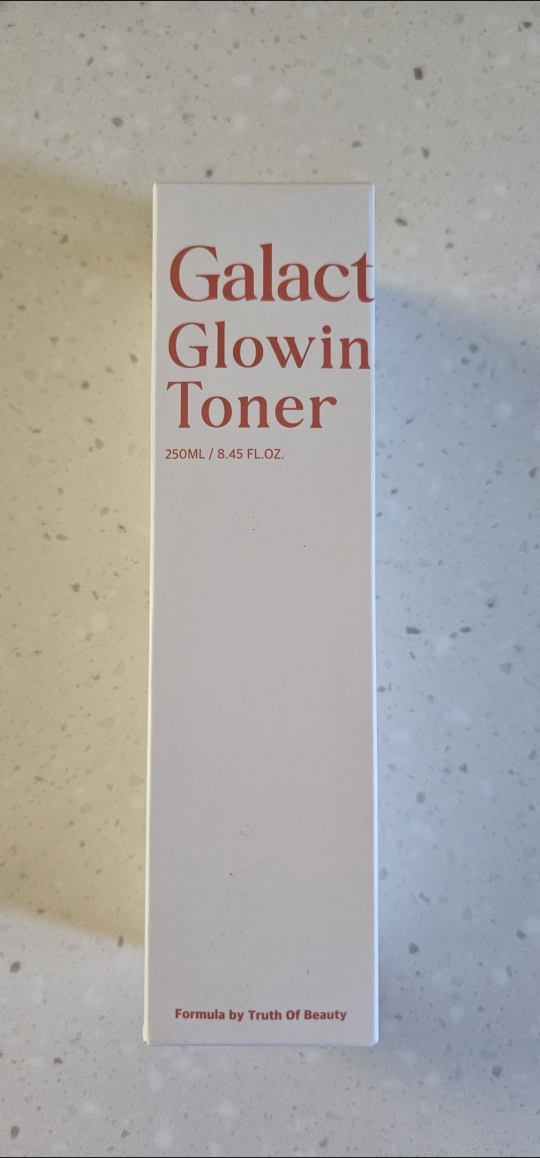 Galact
Glowin
Toner
250ML / 8.45 FL.OZ.
Formula by Truth Of Beauty